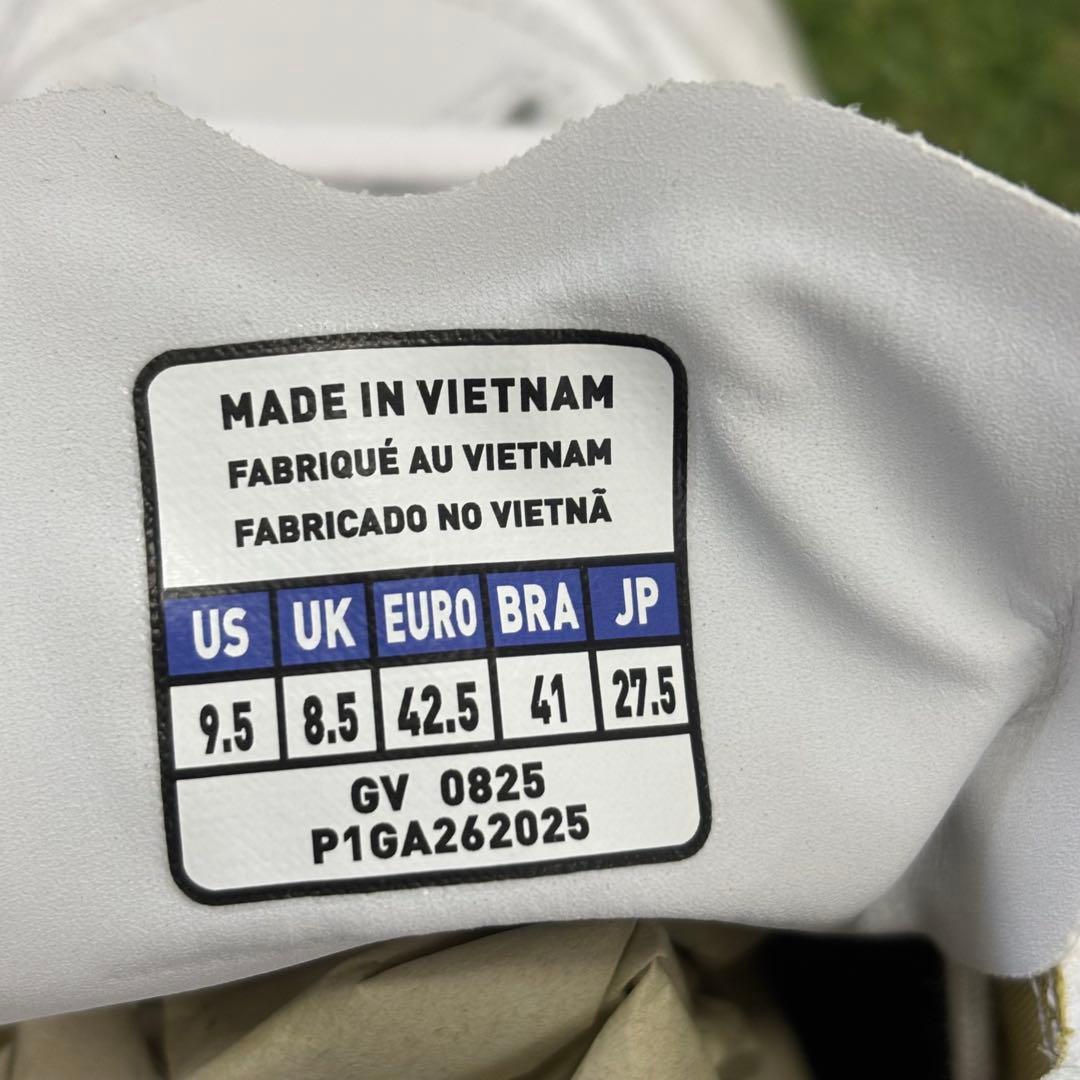 MADE IN VIETNAM
FABRIQUÉ AU VIETNAM
FABRICADO NO VIETNÃ
US UK EURO BRA JP
9.5 8.5 42.5 41 27.5
GV 0825
P1GA262025